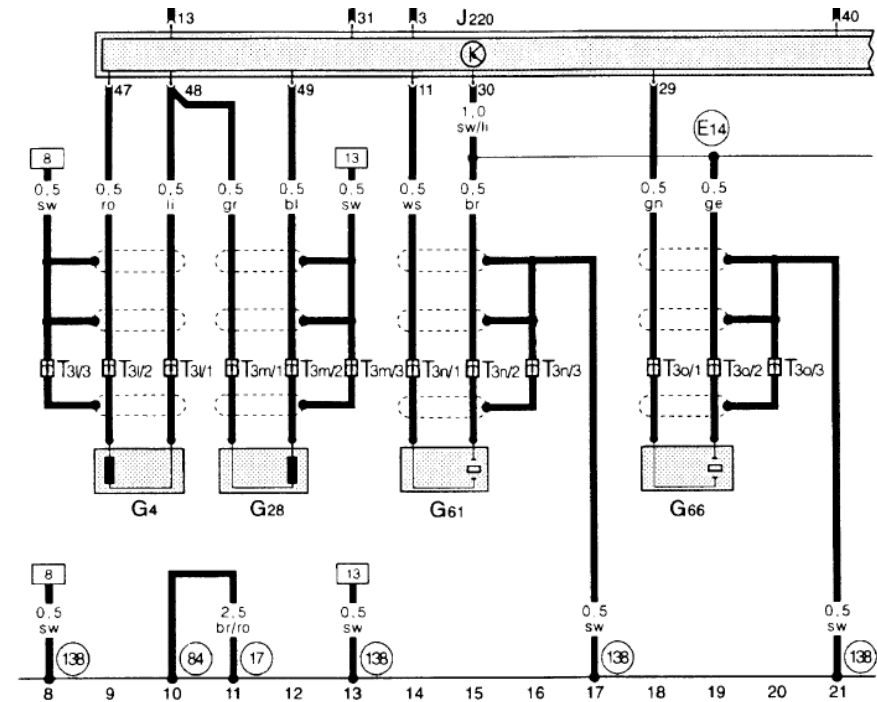 13 31 3 J220 40
47 48 49 11 30 29
1,0
sw/li
E14
8 13
0,5 0,5 0,5 0,5 0,5 0,5 0,5 0,5 0,5 0,5
sw ro li gr bl sw ws br gn ge
T3l/3 T3l/2 T3l/1 T3m/1 T3m/2 T3m/3 T3n/1 T3n/2 T3n/3 T3o/1 T3o/2 T3o/3
G4 G28 G61 G66
8 13
0,5 2,5 0,5 0,5 0,5
sw br/ro sw sw sw
138 84 17 138 138 138
8 9 10 11 12 13 14 15 16 17 18 19 20 21